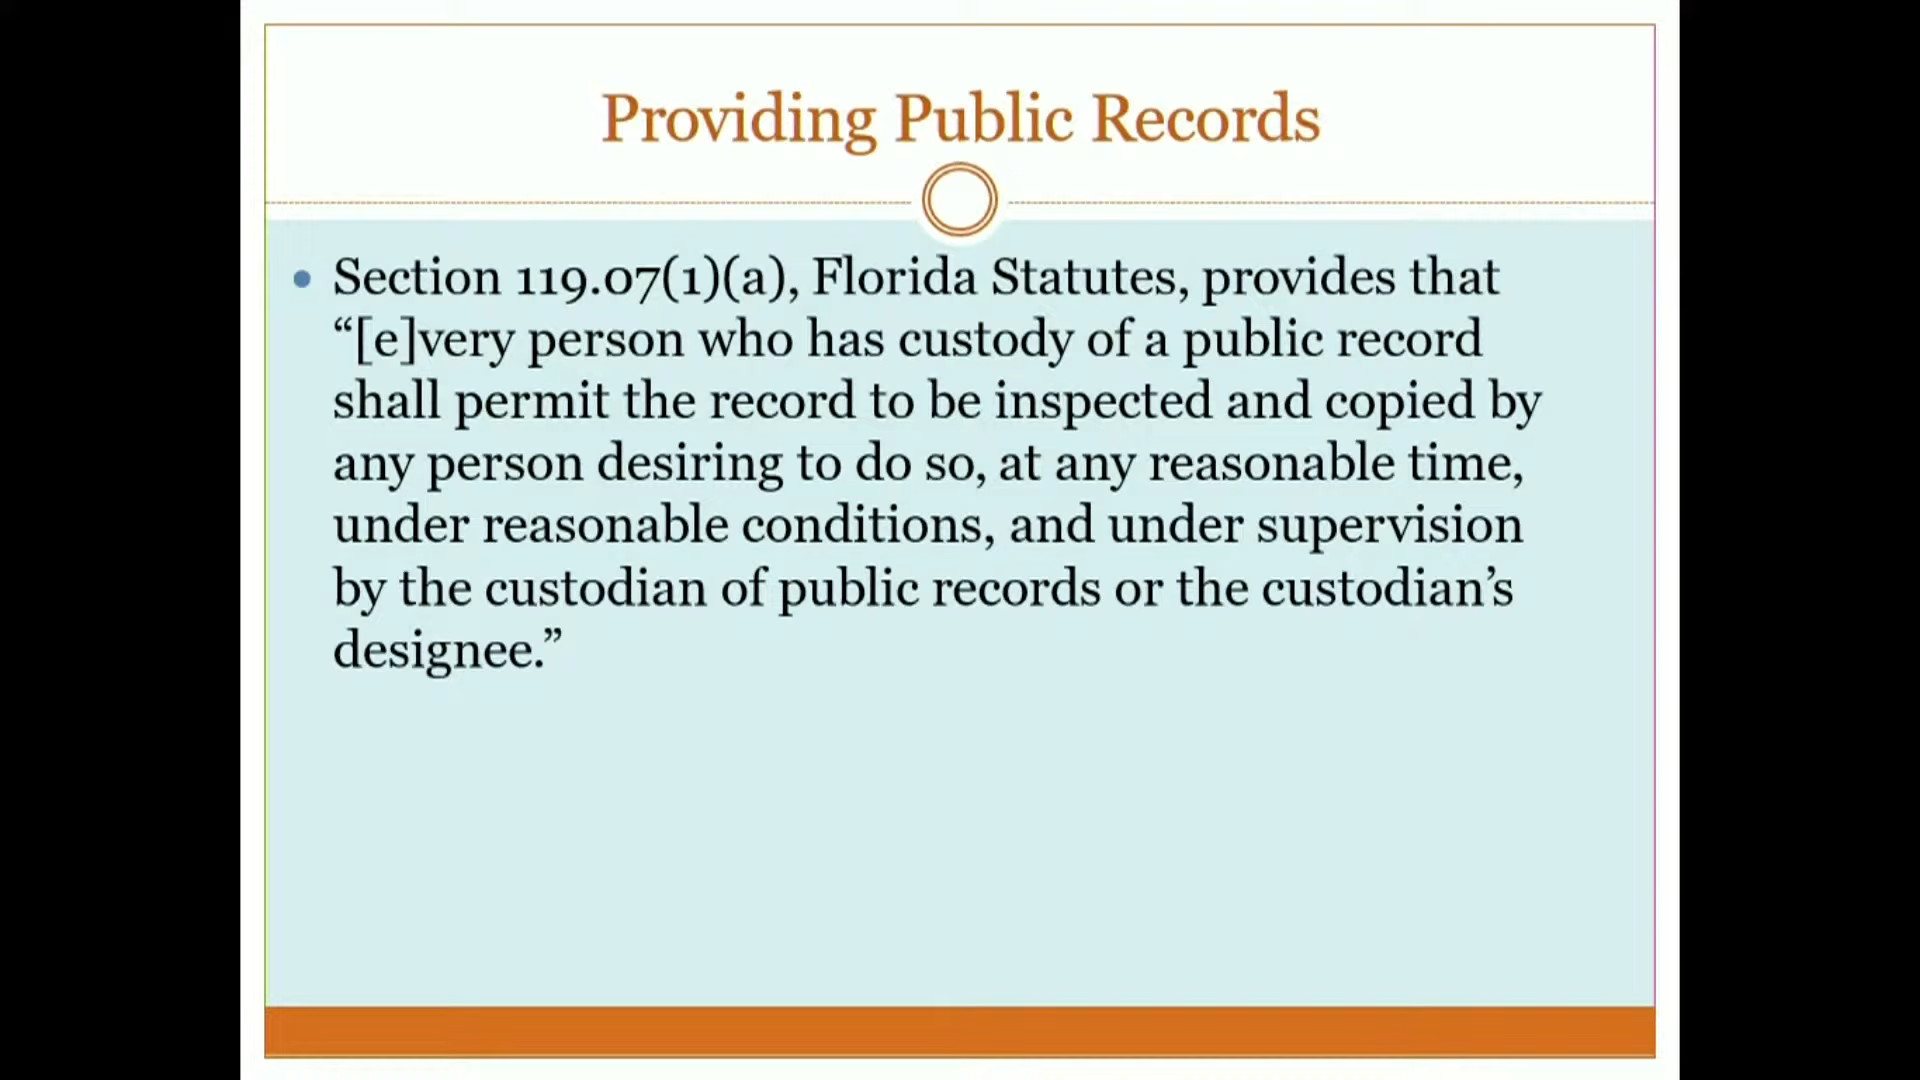 Providing Public Records
• Section 119.07(1)(a), Florida Statutes, provides that
“[e]very person who has custody of a public record
shall permit the record to be inspected and copied by
any person desiring to do so, at any reasonable time,
under reasonable conditions, and under supervision
by the custodian of public records or the custodian’s
designee.”